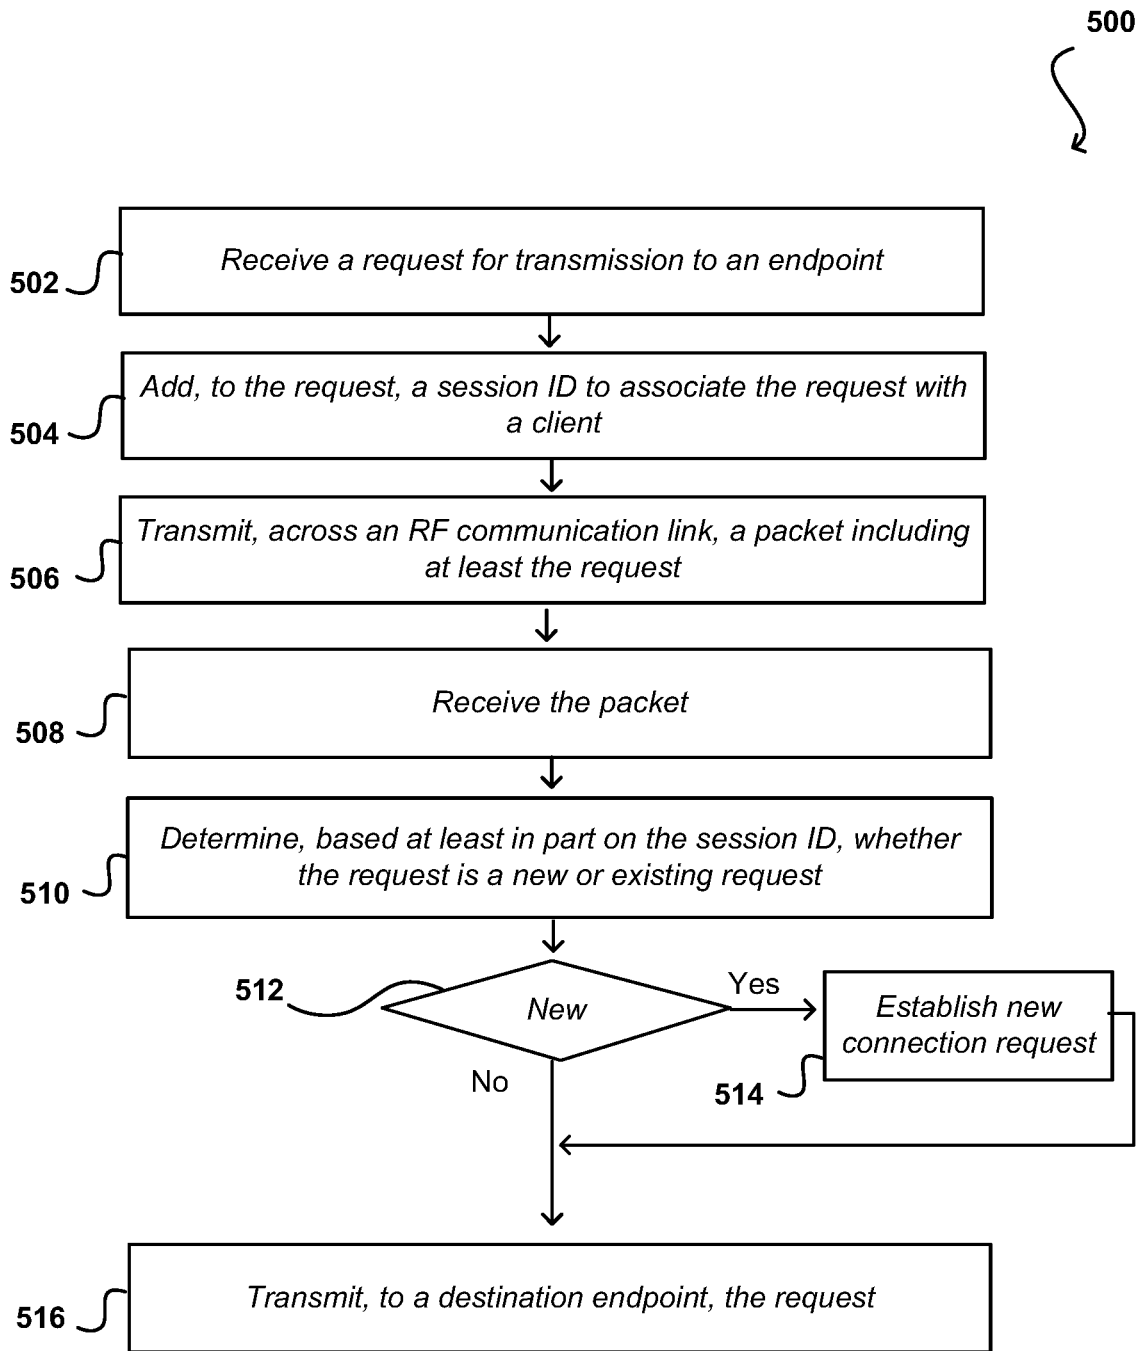 500
Receive a request for transmission to an endpoint
502
Add, to the request, a session ID to associate the request with
a client
504
Transmit, across an RF communication link, a packet including
at least the request
506
Receive the packet
508
Determine, based at least in part on the session ID, whether
the request is a new or existing request
510
512
New
Yes
Establish new
connection request
514
No
Transmit, to a destination endpoint, the request
516